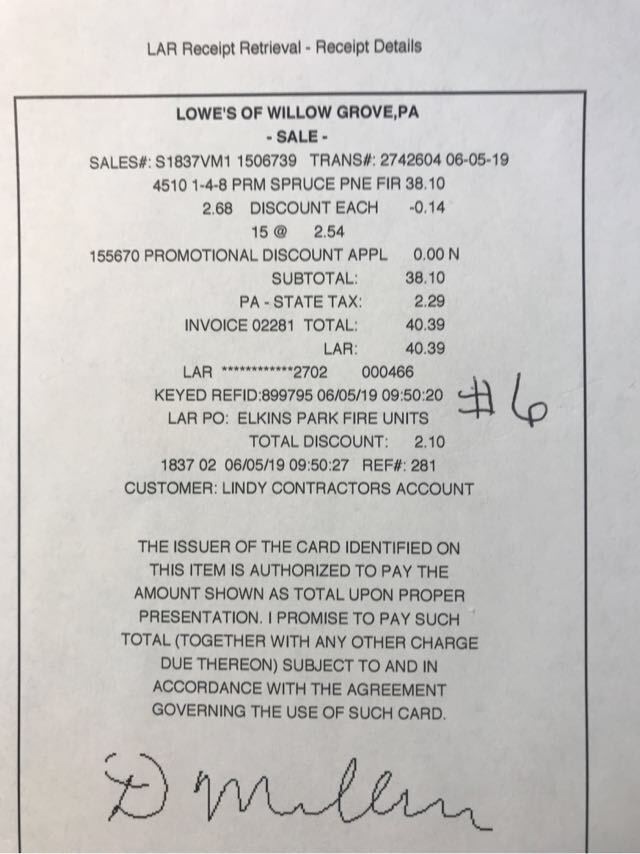 LAR Receipt Retrieval - Receipt Details
LOWE'S OF WILLOW GROVE,PA
- SALE -
SALES#: S1837VM1 1506739 TRANS#: 2742604 06-05-19
4510 1-4-8 PRM SPRUCE PNE FIR 38.10
2.68 DISCOUNT EACH -0.14
15 @ 2.54
155670 PROMOTIONAL DISCOUNT APPL 0.00 N
SUBTOTAL: 38.10
PA - STATE TAX: 2.29
INVOICE 02281 TOTAL: 40.39
LAR: 40.39
LAR ************2702 000466
KEYED REFID:899795 06/05/19 09:50:20
#6
LAR PO: ELKINS PARK FIRE UNITS
TOTAL DISCOUNT: 2.10
1837 02 06/05/19 09:50:27 REF#: 281
CUSTOMER: LINDY CONTRACTORS ACCOUNT
THE ISSUER OF THE CARD IDENTIFIED ON
THIS ITEM IS AUTHORIZED TO PAY THE
AMOUNT SHOWN AS TOTAL UPON PROPER
PRESENTATION. I PROMISE TO PAY SUCH
TOTAL (TOGETHER WITH ANY OTHER CHARGE
DUE THEREON) SUBJECT TO AND IN
ACCORDANCE WITH THE AGREEMENT
GOVERNING THE USE OF SUCH CARD.